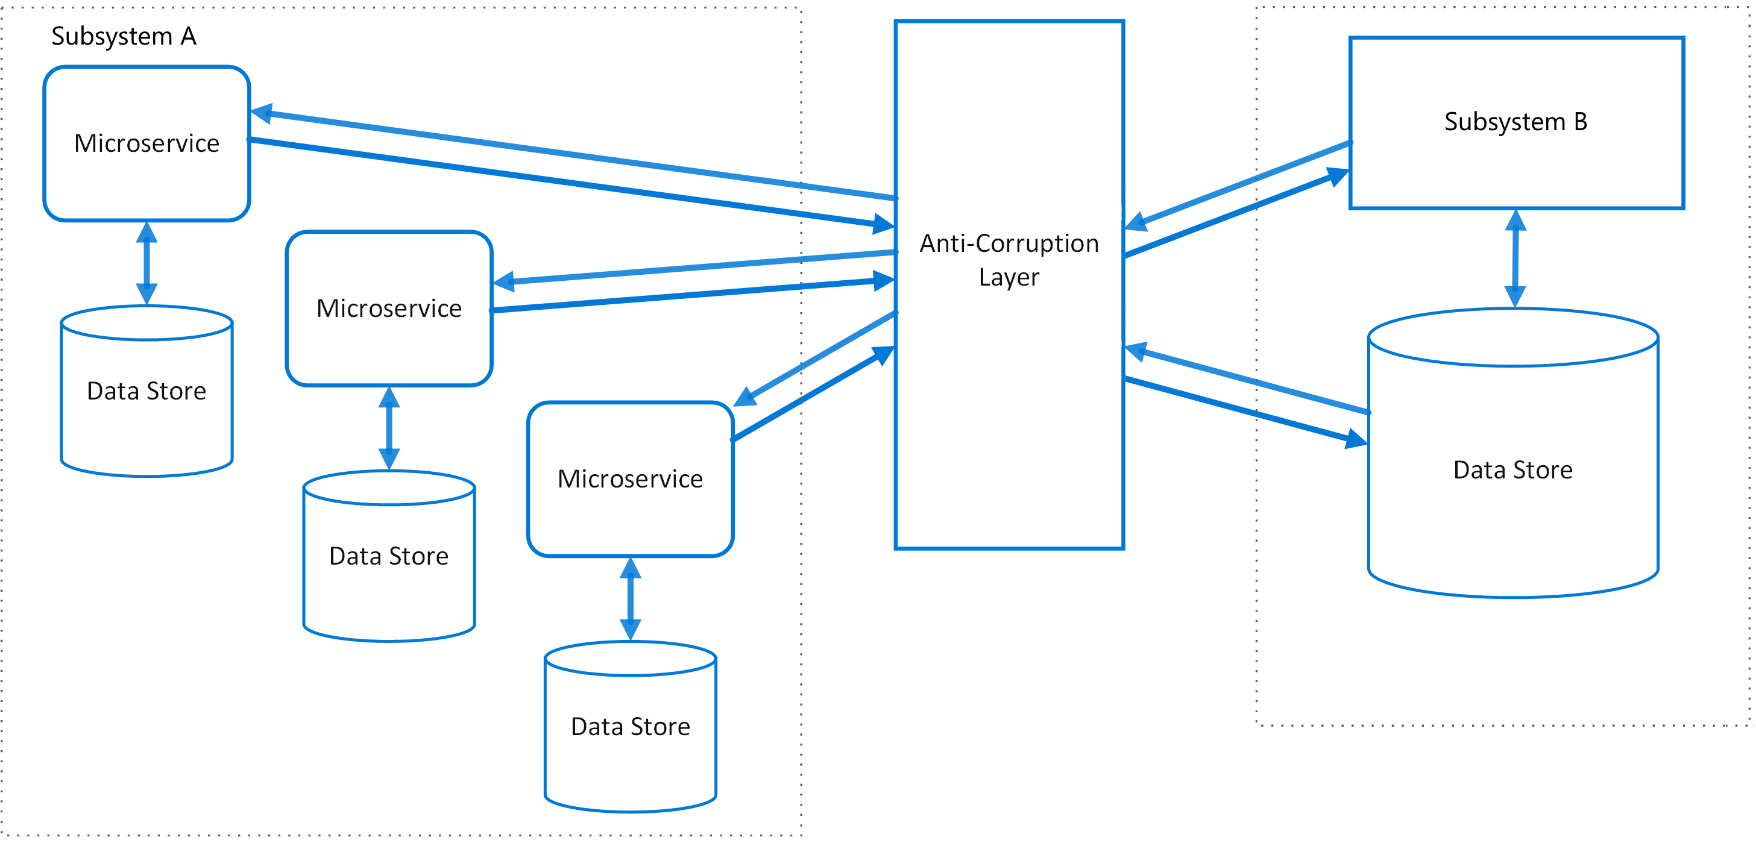 Subsystem A
Microservice
Data Store
Microservice
Data Store
Microservice
Data Store
Anti-Corruption
Layer
Subsystem B
Data Store